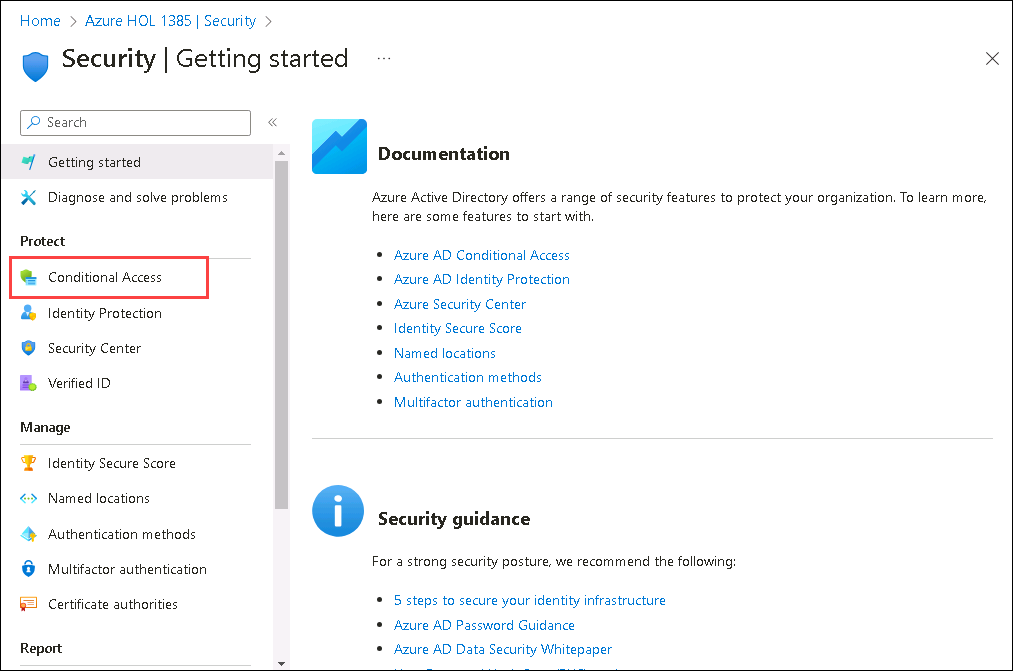 Home > Azure HOL 1385 | Security >
Security | Getting started ...
Search
«
Getting started
Diagnose and solve problems
Protect
Conditional Access
Identity Protection
Security Center
Verified ID
Manage
Identity Secure Score
Named locations
Authentication methods
Multifactor authentication
Certificate authorities
Report
Documentation
Azure Active Directory offers a range of security features to protect your organization. To learn more,
here are some features to start with.
• Azure AD Conditional Access
• Azure AD Identity Protection
• Azure Security Center
• Identity Secure Score
• Named locations
• Authentication methods
• Multifactor authentication
Security guidance
For a strong security posture, we recommend the following:
• 5 steps to secure your identity infrastructure
• Azure AD Password Guidance
• Azure AD Data Security Whitepaper